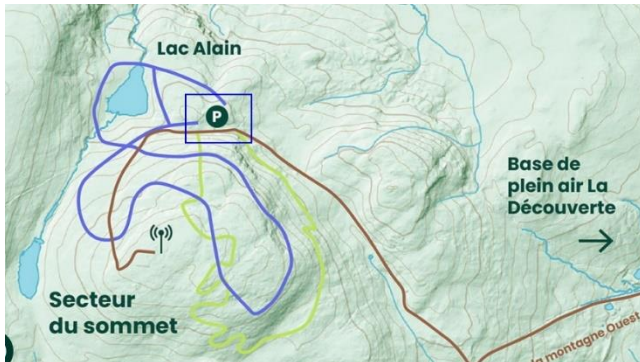 Lac Alain
P
Base de
plein air La
Découverte
Secteur
du sommet
montagne Ouest